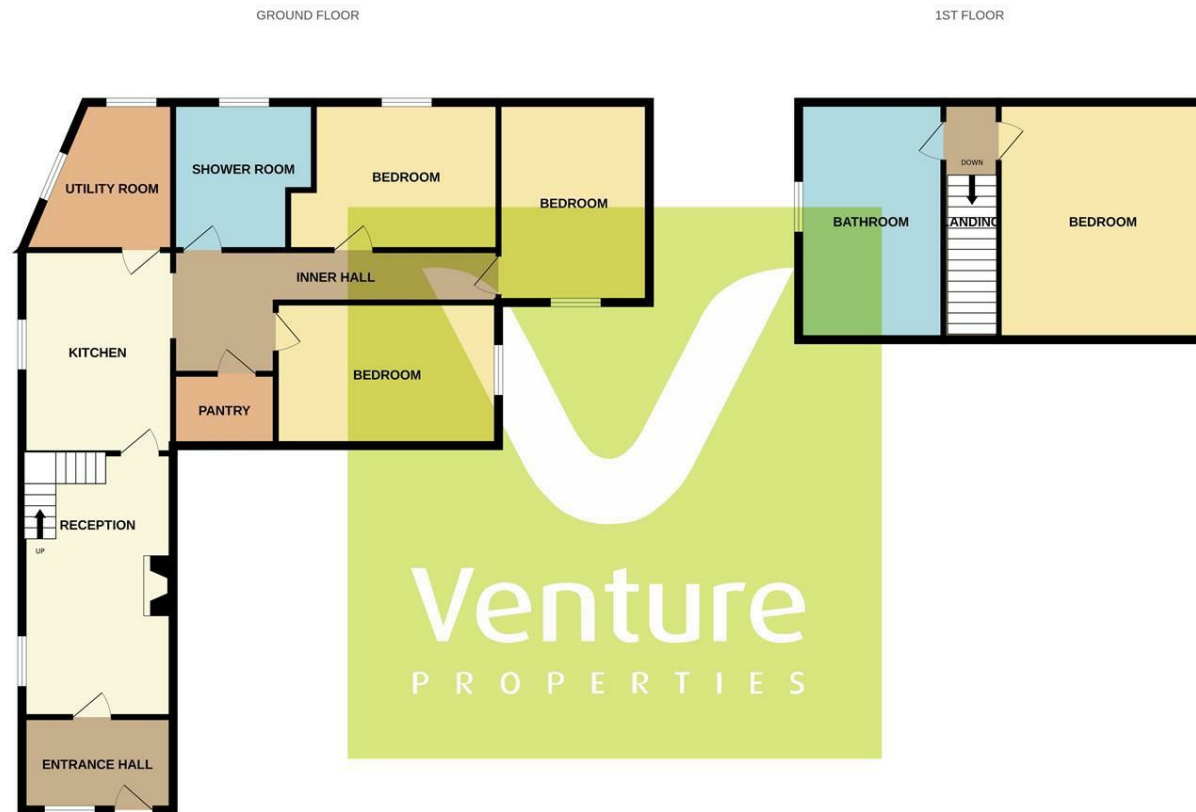 GROUND FLOOR
1ST FLOOR
UTILITY ROOM
SHOWER ROOM
BEDROOM
BEDROOM
INNER HALL
KITCHEN
BEDROOM
PANTRY
RECEPTION
UP
ENTRANCE HALL
DOWN
BATHROOM
LANDING
BEDROOM
Venture
PROPERTIES